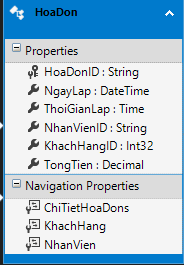 HoaDon
Properties
HoaDonID : String
NgayLap : DateTime
ThoiGianLap : Time
NhanVienID : String
KhachHangID : Int32
TongTien : Decimal
Navigation Properties
ChiTietHoaDons
KhachHang
NhanVien